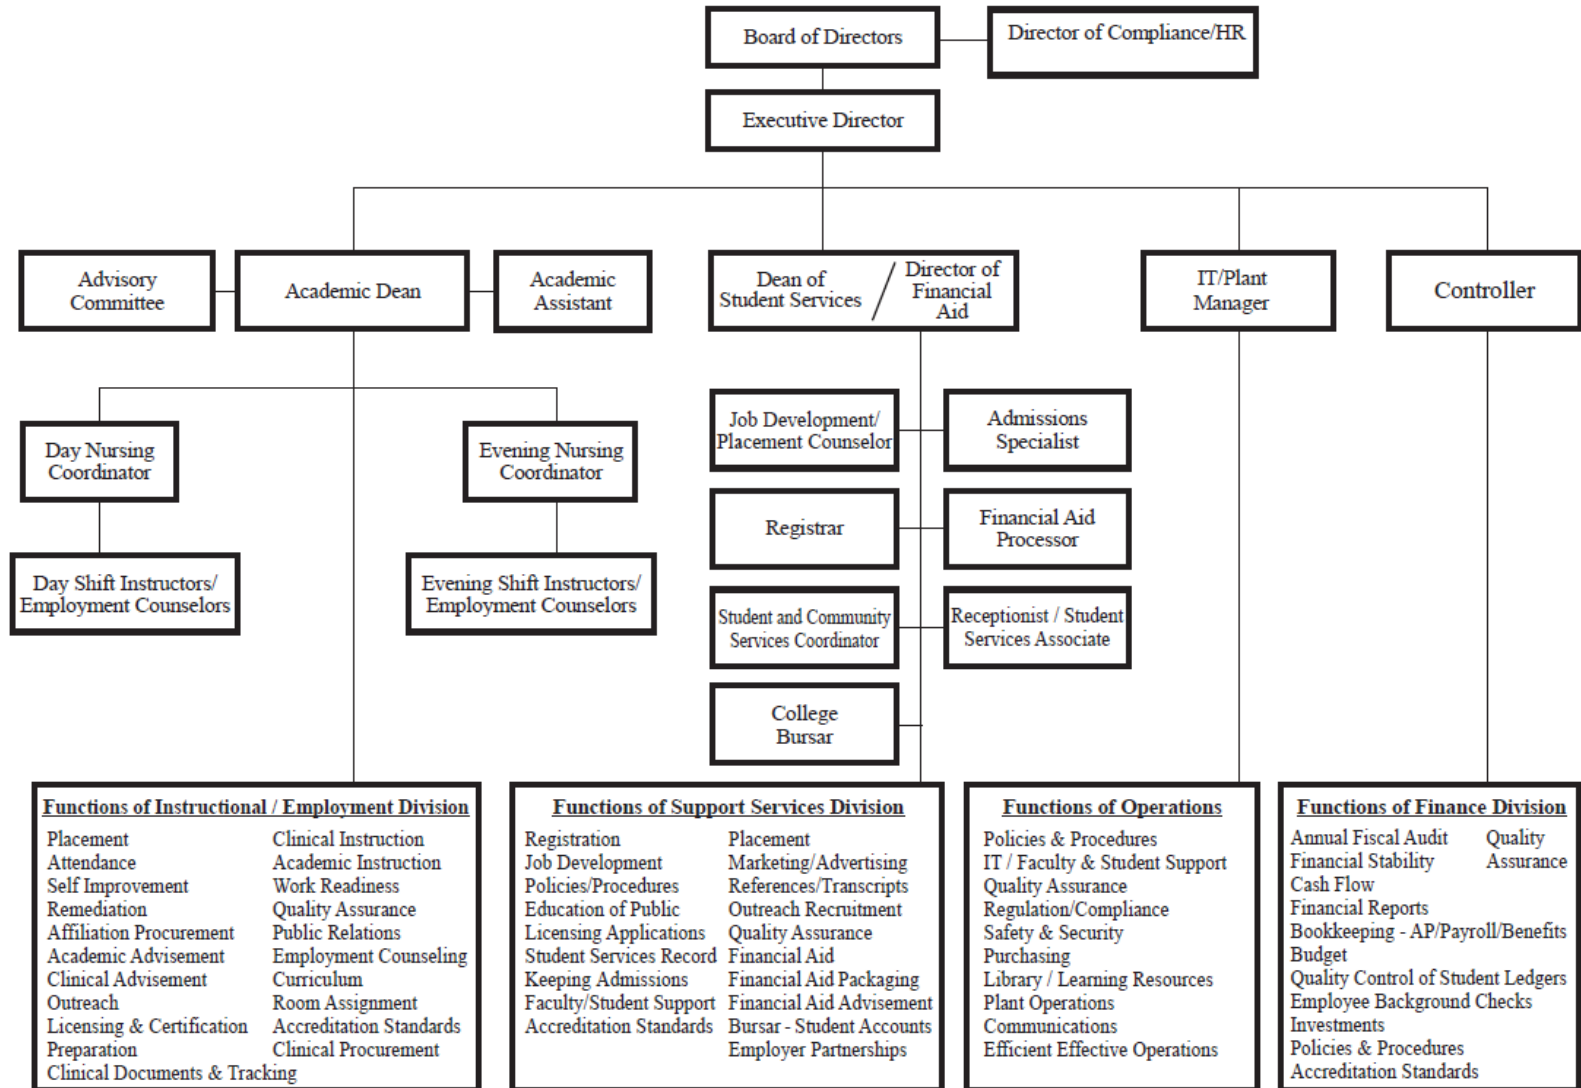 Board of Directors
Director of Compliance/HR
Executive Director
Advisory
Committee
Academic Dean
Academic
Assistant
Dean of
Student Services
/
Director of
Financial
Aid
IT/Plant
Manager
Controller
Day Nursing
Coordinator
Evening Nursing
Coordinator
Job Development/
Placement Counselor
Admissions
Specialist
Registrar
Financial Aid
Processor
Day Shift Instructors/
Employment Counselors
Evening Shift Instructors/
Employment Counselors
Student and Community
Services Coordinator
Receptionist / Student
Services Associate
College
Bursar
Functions of Instructional / Employment Division
Placement
Attendance
Self Improvement
Remediation
Affiliation Procurement
Academic Advisement
Clinical Advisement
Outreach
Licensing & Certification
Preparation
Clinical Documents & Tracking
Clinical Instruction
Academic Instruction
Work Readiness
Quality Assurance
Public Relations
Employment Counseling
Curriculum
Room Assignment
Accreditation Standards
Clinical Procurement
Functions of Support Services Division
Registration
Job Development
Policies/Procedures
Education of Public
Licensing Applications
Student Services Record
Keeping Admissions
Faculty/Student Support
Accreditation Standards
Placement
Marketing/Advertising
References/Transcripts
Outreach Recruitment
Quality Assurance
Financial Aid
Financial Aid Packaging
Financial Aid Advisement
Bursar - Student Accounts
Employer Partnerships
Functions of Operations
Policies & Procedures
IT / Faculty & Student Support
Quality Assurance
Regulation/Compliance
Safety & Security
Purchasing
Library / Learning Resources
Plant Operations
Communications
Efficient Effective Operations
Functions of Finance Division
Annual Fiscal Audit
Financial Stability
Cash Flow
Financial Reports
Bookkeeping - AP/Payroll/Benefits
Budget
Quality Control of Student Ledgers
Employee Background Checks
Investments
Policies & Procedures
Accreditation Standards
Quality
Assurance